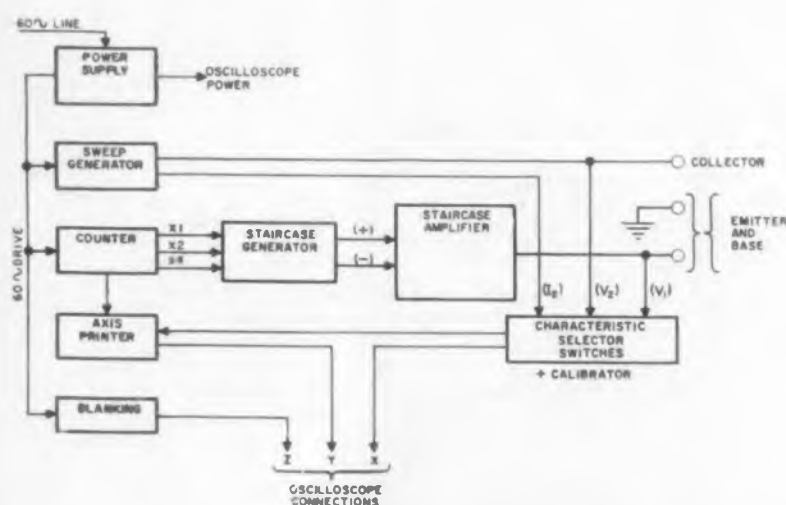 60~ LINE
POWER
SUPPLY
OSCILLOSCOPE
POWER
SWEEP
GENERATOR
COLLECTOR
60~ DRIVE
COUNTER
X1
X2
X4
STAIRCASE
GENERATOR
(+)
(-)
STAIRCASE
AMPLIFIER
EMITTER
AND
BASE
(V₂)
(V₁)
AXIS
PRINTER
CHARACTERISTIC
SELECTOR
SWITCHES
+ CALIBRATOR
BLANKING
Z
Y
X
OSCILLOSCOPE
CONNECTIONS